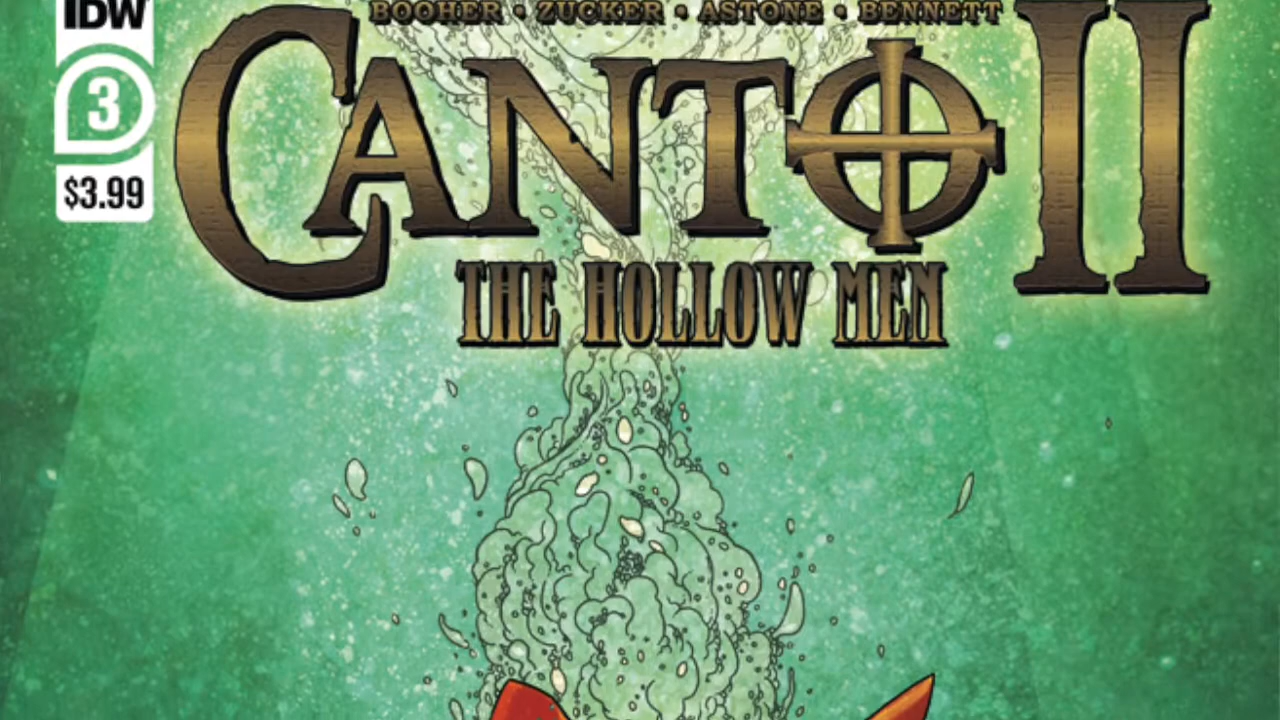 IDW
3
$3.99
BOOHER • ZUCKER • ASTONE • BENNETT
CANTO II
THE HOLLOW MEN